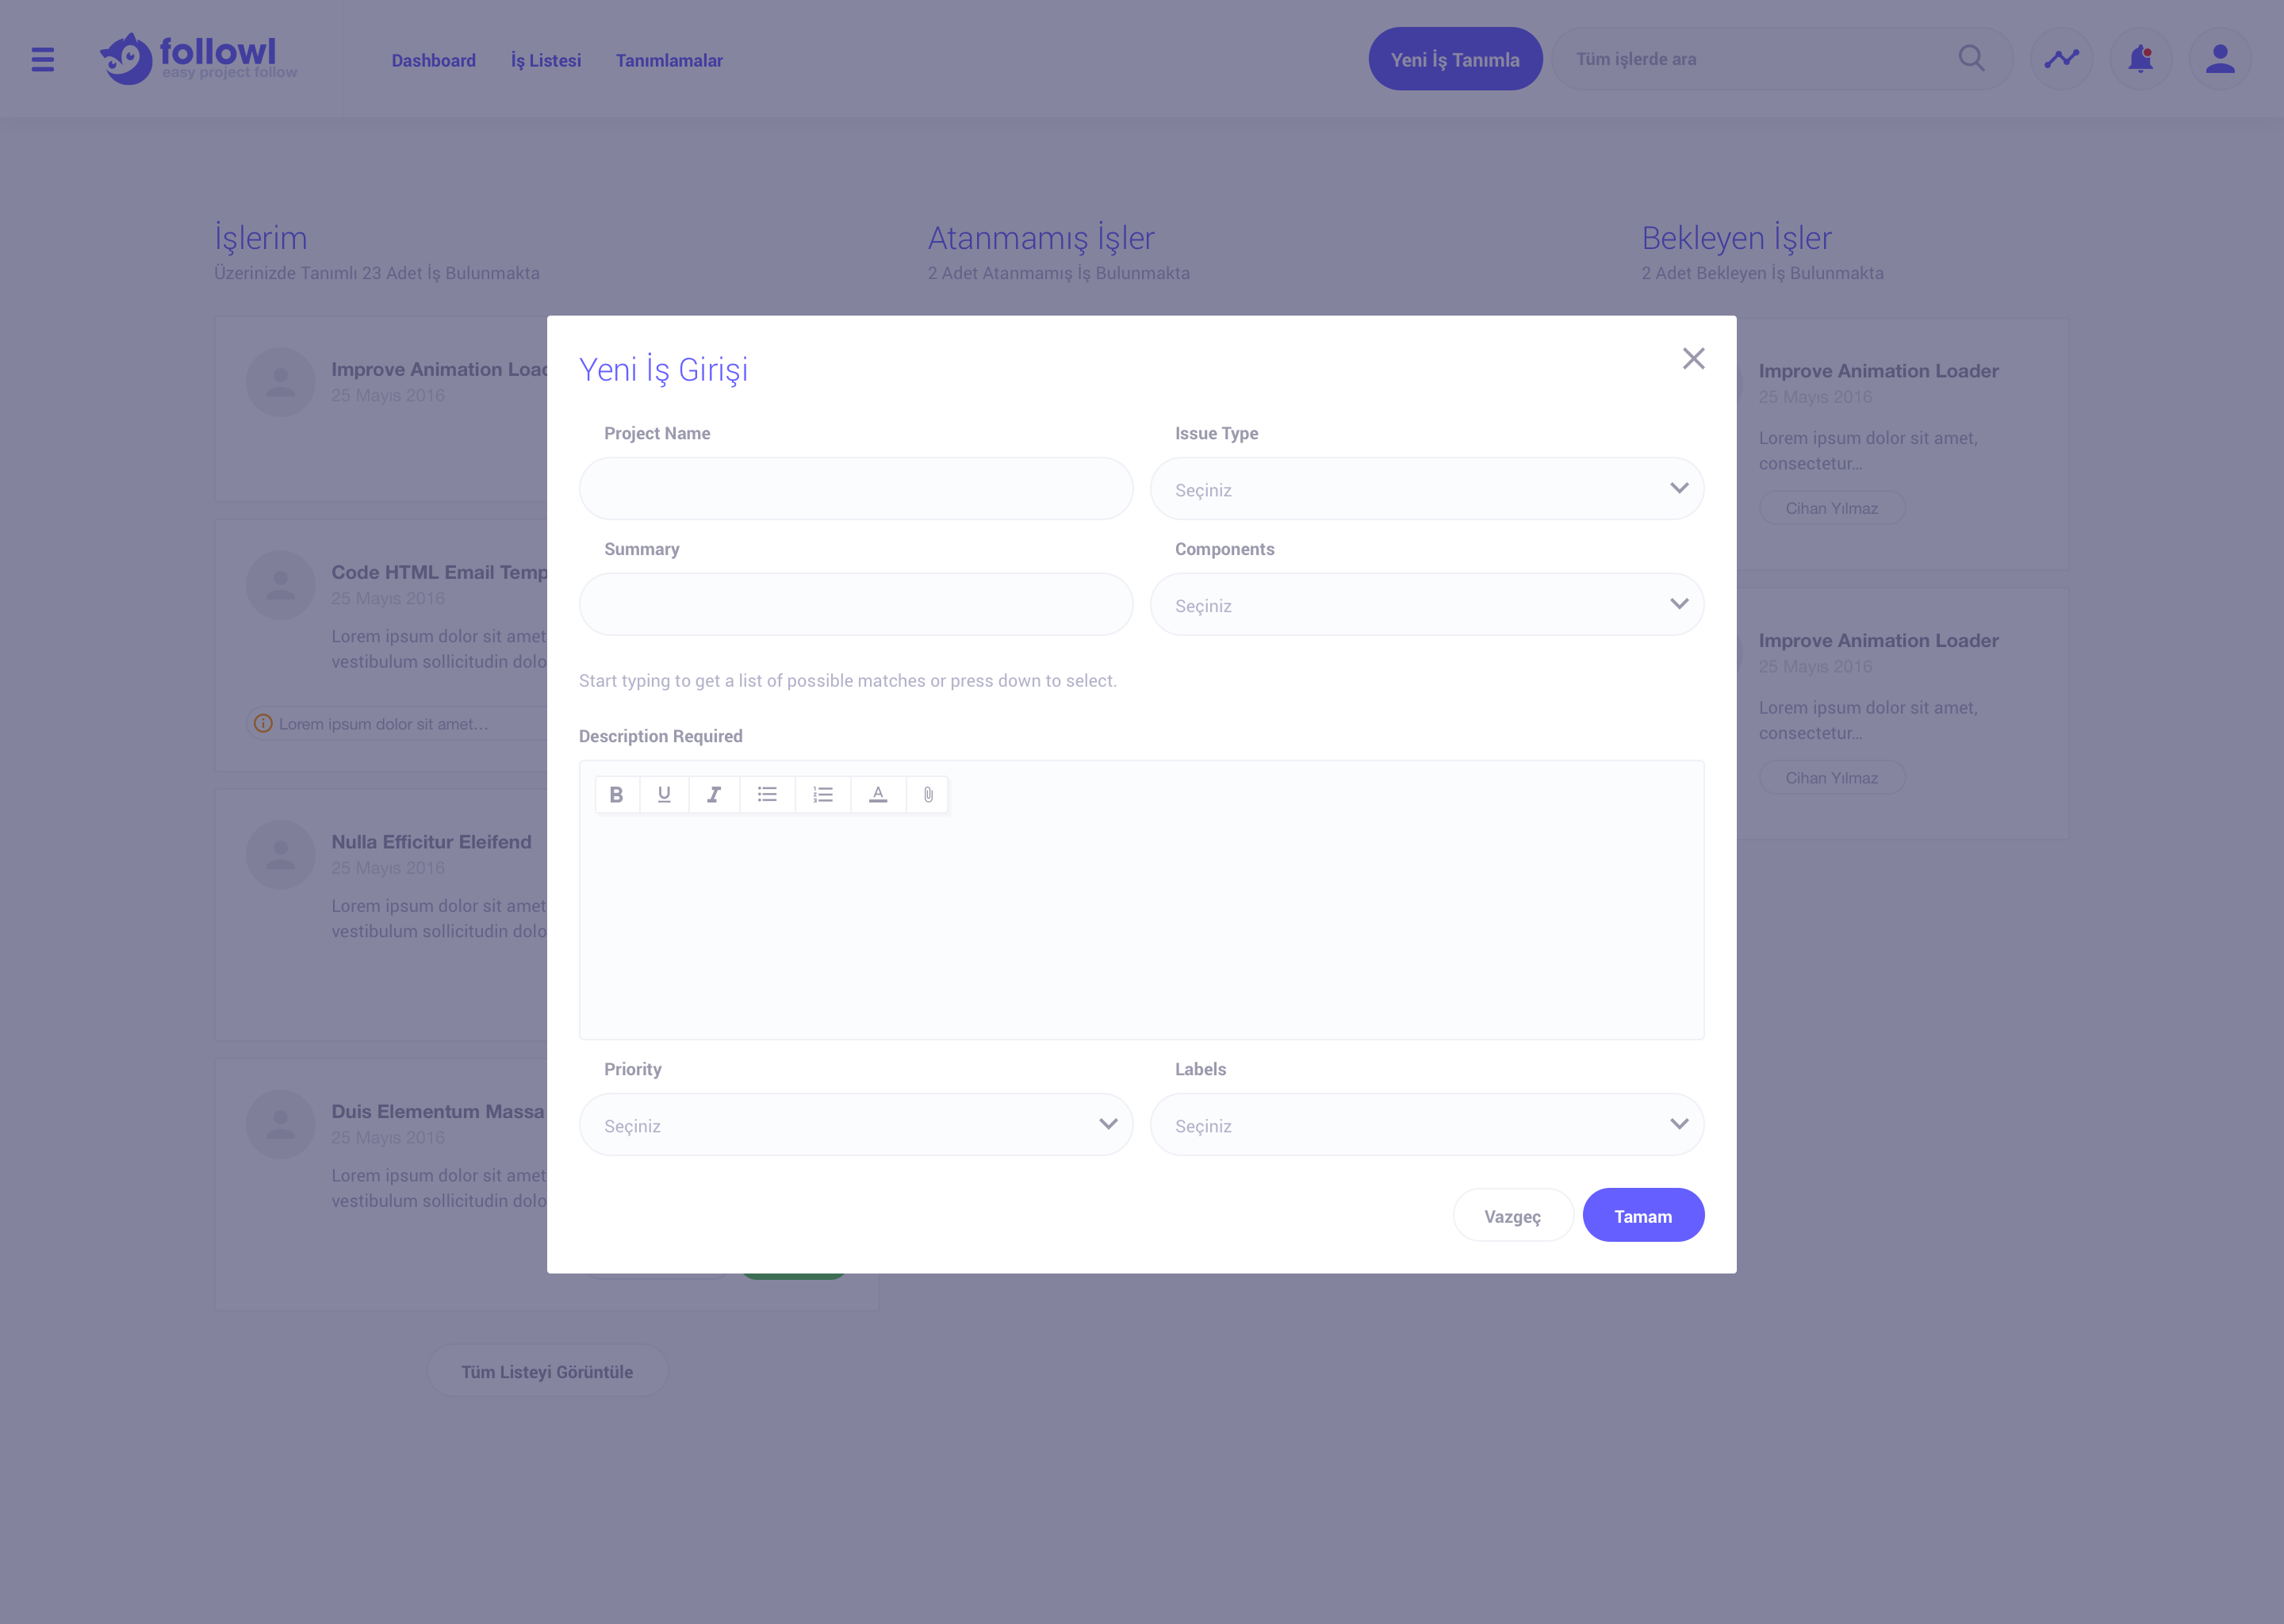 followl
easy project follow
Dashboard İş Listesi Tanımlamalar
Yeni İş Tanımla
Tüm işlerde ara
İşlerim
Üzerinizde Tanımlı 23 Adet İş Bulunmakta
Atanmamış İşler
2 Adet Atanmamış İş Bulunmakta
Bekleyen İşler
2 Adet Bekleyen İş Bulunmakta
Improve Animation Load
25 Mayıs 2016
Code HTML Email Temp
25 Mayıs 2016
Lorem ipsum dolor sit amet
vestibulum sollicitudin dolo
Lorem ipsum dolor sit amet...
Nulla Efficitur Eleifend
25 Mayıs 2016
Lorem ipsum dolor sit amet
vestibulum sollicitudin dolo
Duis Elementum Massa
25 Mayıs 2016
Lorem ipsum dolor sit amet
vestibulum sollicitudin dolo
Tüm Listeyi Görüntüle
Yeni İş Girişi
Project Name
Issue Type
Seçiniz
Summary
Components
Seçiniz
Start typing to get a list of possible matches or press down to select.
Description Required
B U I A
Priority
Seçiniz
Labels
Seçiniz
Vazgeç
Tamam
Improve Animation Loader
25 Mayıs 2016
Lorem ipsum dolor sit amet,
consectetur...
Cihan Yılmaz
Improve Animation Loader
25 Mayıs 2016
Lorem ipsum dolor sit amet,
consectetur...
Cihan Yılmaz